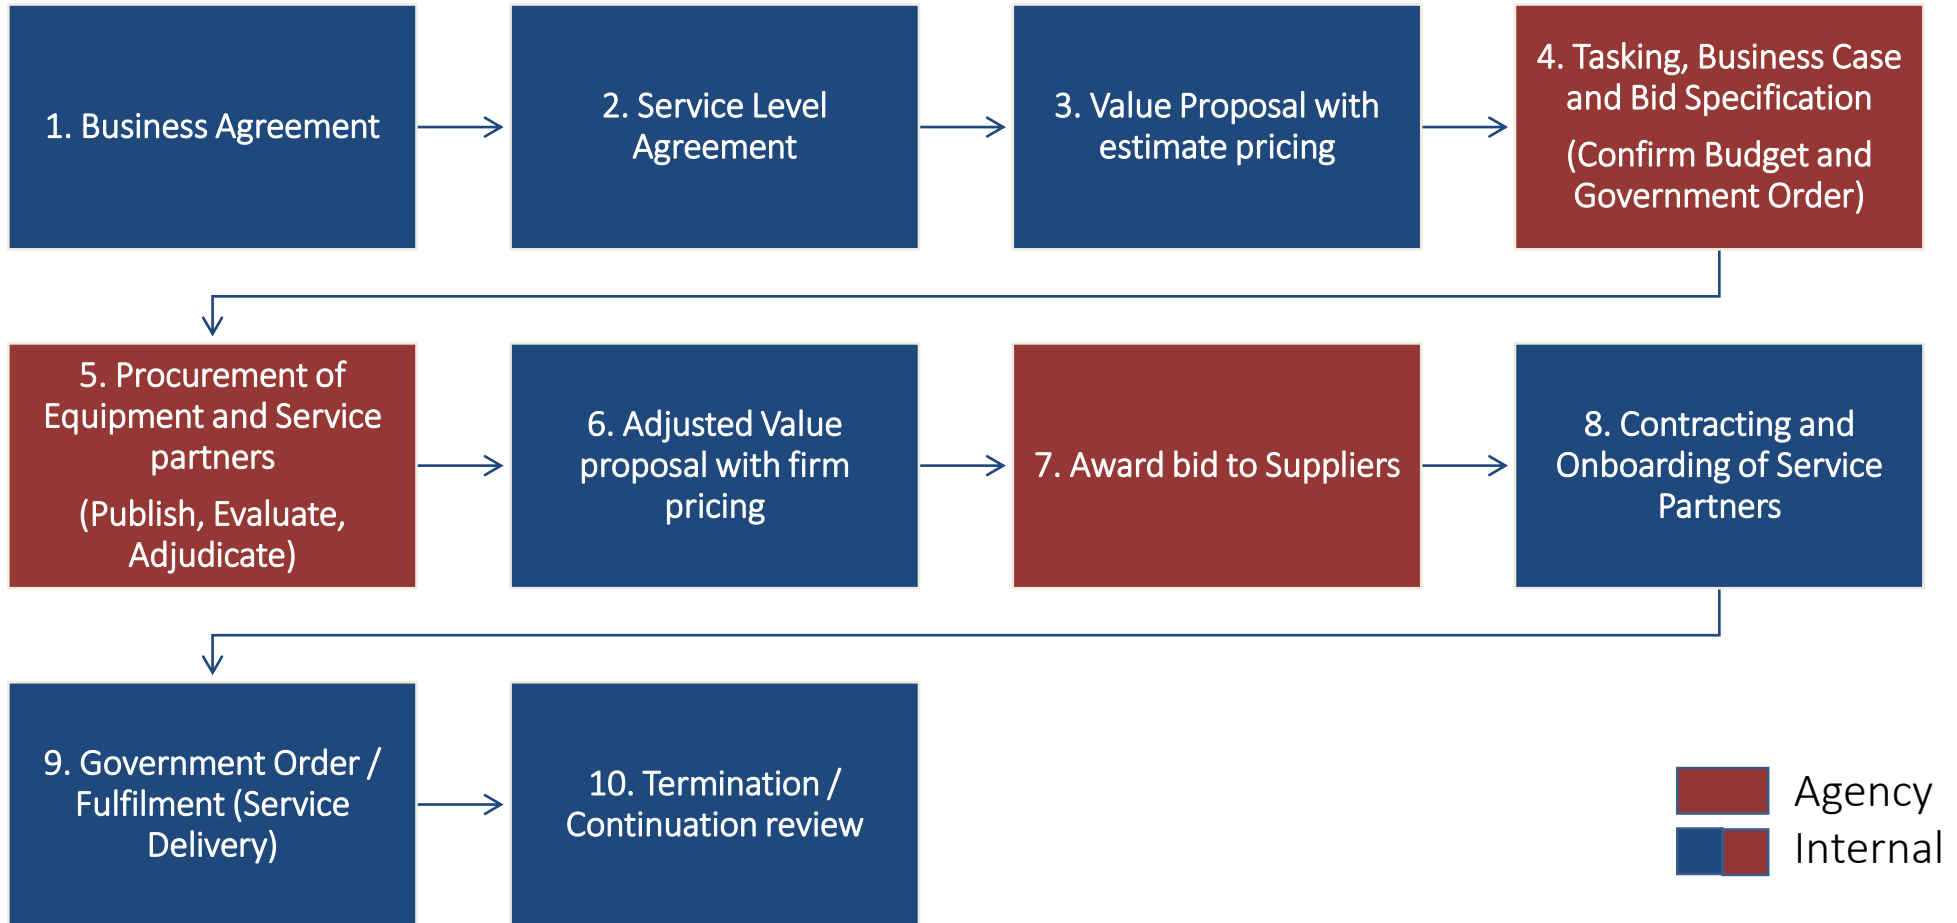 1. Business Agreement
2. Service Level
Agreement
3. Value Proposal with
estimate pricing
4. Tasking, Business Case
and Bid Specification
(Confirm Budget and
Government Order)
5. Procurement of
Equipment and Service
partners
(Publish, Evaluate,
Adjudicate)
6. Adjusted Value
proposal with firm
pricing
7. Award bid to Suppliers
8. Contracting and
Onboarding of Service
Partners
9. Government Order /
Fulfilment (Service
Delivery)
10. Termination /
Continuation review
Agency
Internal